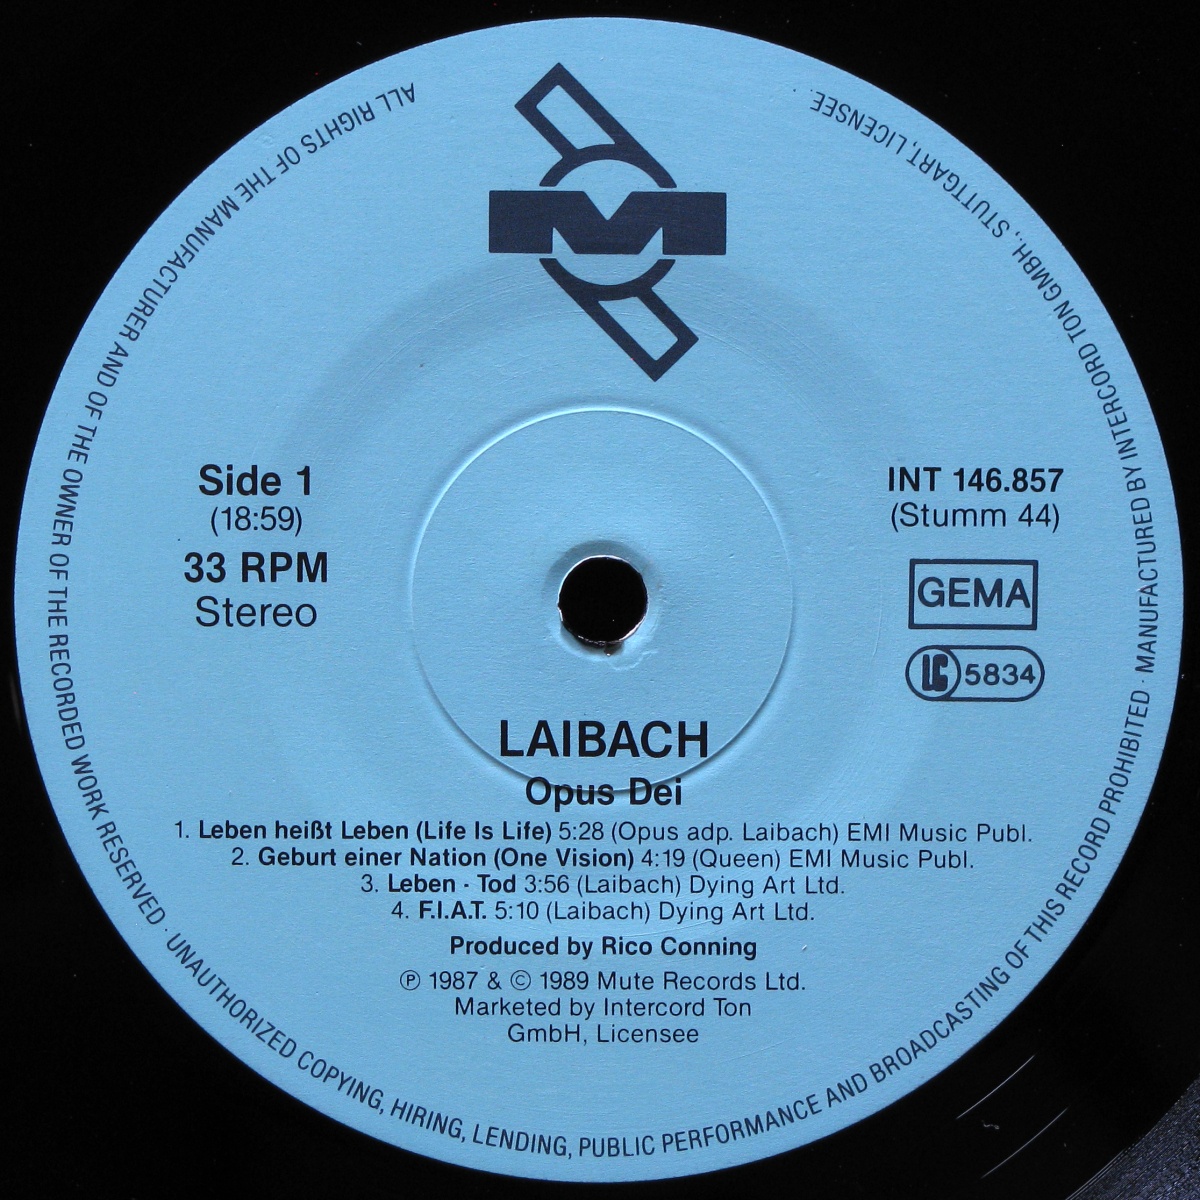 Side 1
(18:59)
33 RPM
Stereo
INT 146.857
(Stumm 44)
GEMA
LC 5834
LAIBACH
Opus Dei
1. Leben heißt Leben (Life Is Life) 5:28 (Opus adp. Laibach) EMI Music Publ.
2. Geburt einer Nation (One Vision) 4:19 (Queen) EMI Music Publ.
3. Leben - Tod 3:56 (Laibach) Dying Art Ltd.
4. F.I.A.T. 5:10 (Laibach) Dying Art Ltd.
Produced by Rico Conning
℗ 1987 & © 1989 Mute Records Ltd.
Marketed by Intercord Ton
GmbH, Licensee
ALL RIGHTS OF THE MANUFACTURER AND OF THE OWNER OF THE RECORDED WORK RESERVED · UNAUTHORIZED COPYING, HIRING, LENDING, PUBLIC PERFORMANCE AND BROADCASTING OF THIS RECORD PROHIBITED · MANUFACTURED BY INTERCORD TON GMBH., STUTTGART, LICENSEE.